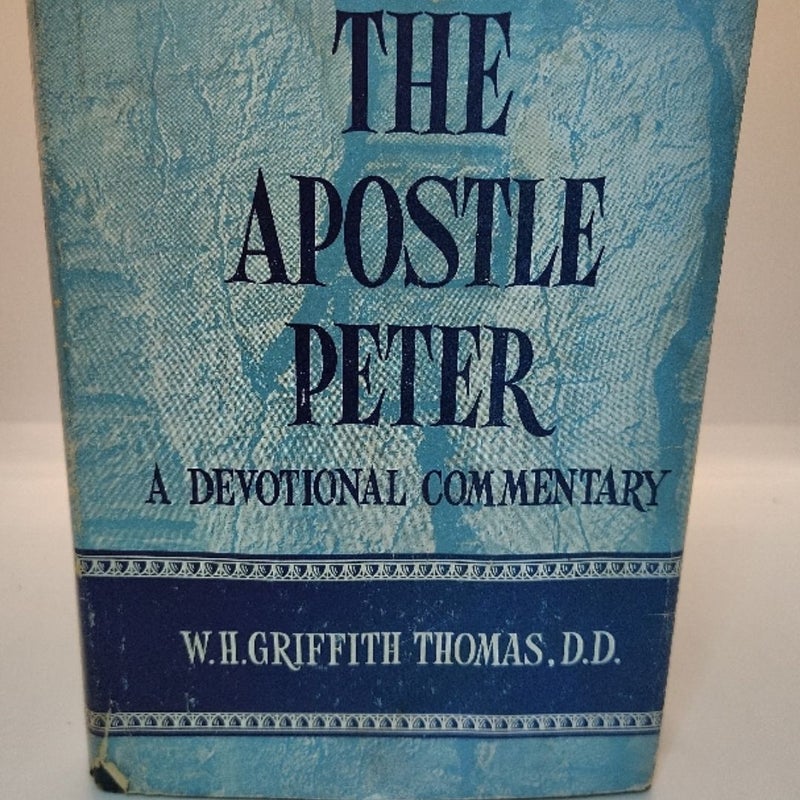 THE
APOSTLE
PETER
A DEVOTIONAL COMMENTARY
W.H.GRIFFITH THOMAS, D.D.